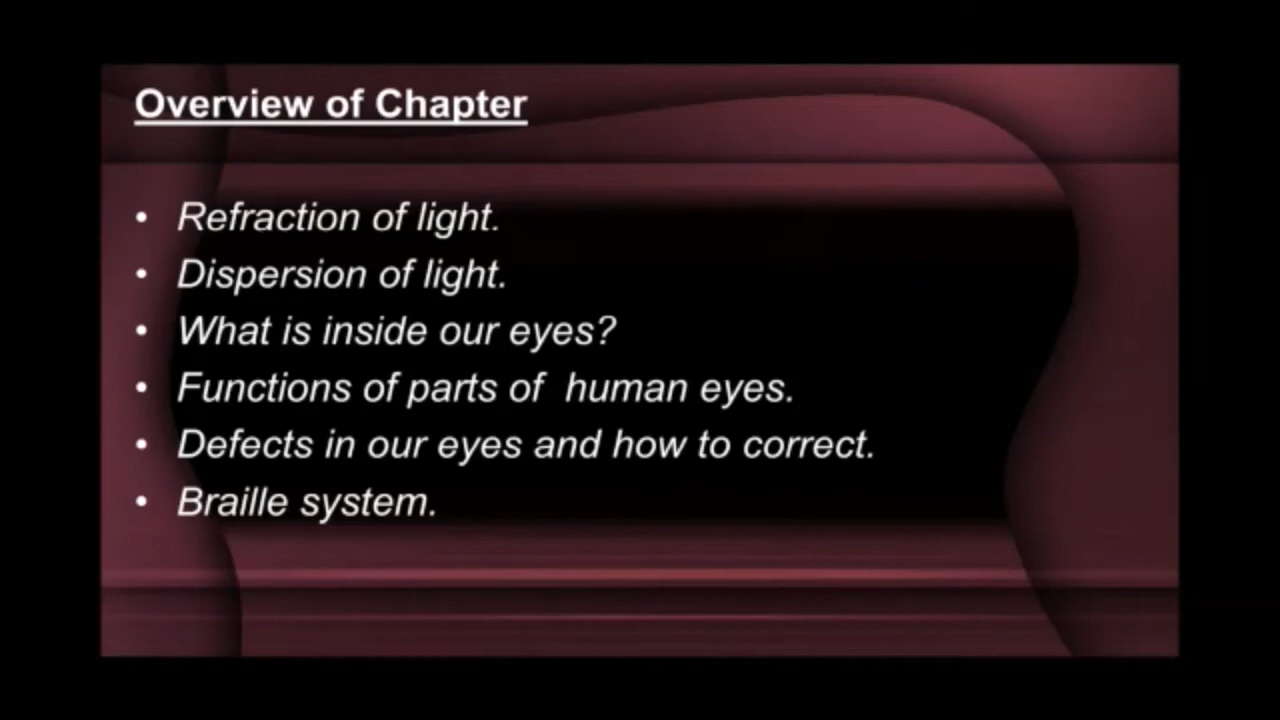 Overview of Chapter
• Refraction of light.
• Dispersion of light.
• What is inside our eyes?
• Functions of parts of  human eyes.
• Defects in our eyes and how to correct.
• Braille system.